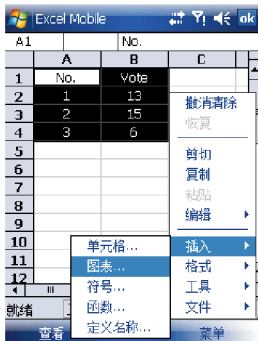 Excel Mobile ok
A1 No.
A B C
1 No. Vote
2 1 13
3 2 15
4 3 6
5
6
7
8
9
10
11
12
撤消清除
恢复
剪切
复制
粘贴
编辑
插入
格式
工具
文件
单元格...
图表...
符号...
函数...
定义名称...
就绪
查看 菜单